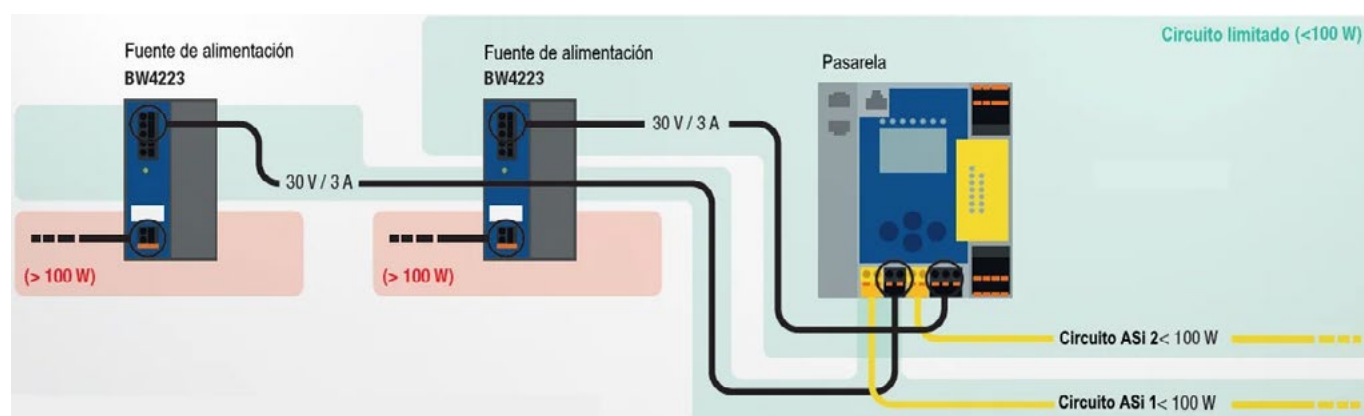 Circuito limitado (<100 W)
Fuente de alimentación
BW4223
Fuente de alimentación
BW4223
Pasarela
30 V / 3 A
30 V / 3 A
(> 100 W)
(> 100 W)
Circuito ASi 2< 100 W
Circuito ASi 1< 100 W